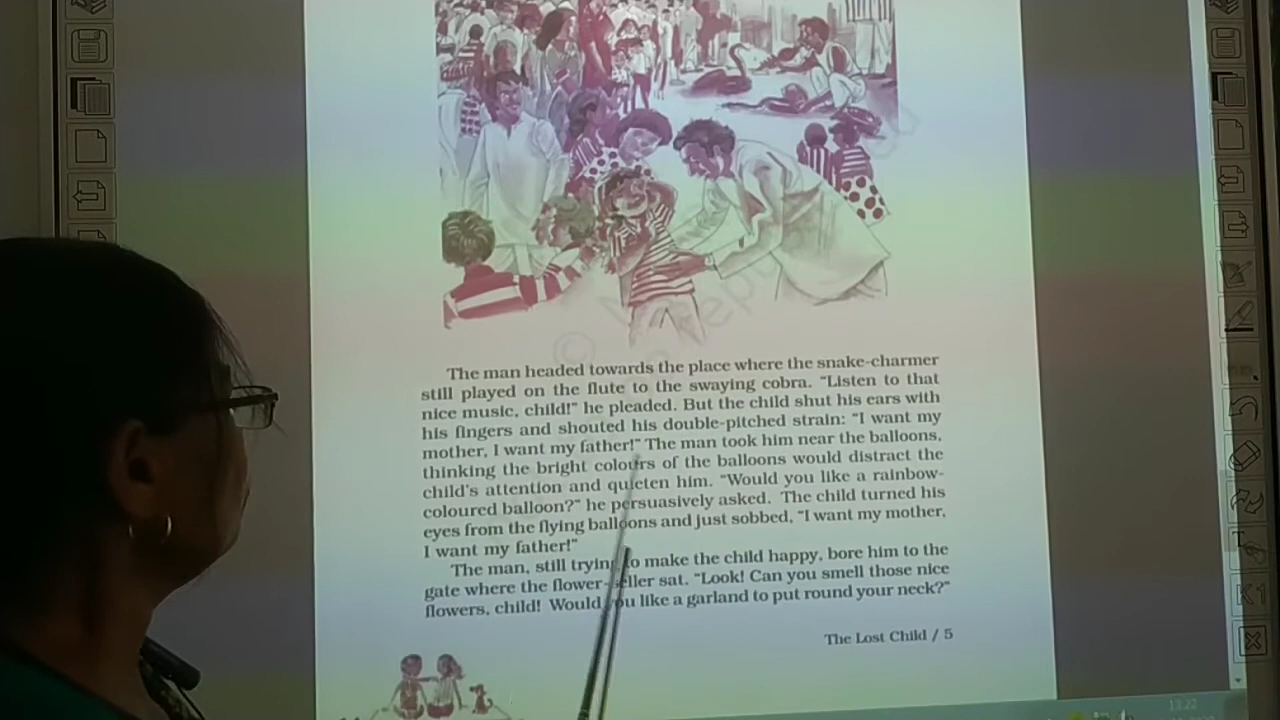 The man headed towards the place where the snake-charmer
still played on the flute to the swaying cobra. "Listen to that
nice music, child!" he pleaded. But the child shut his ears with
his fingers and shouted his double-pitched strain: "I want my
mother, I want my father!" The man took him near the balloons,
thinking the bright colours of the balloons would distract the
child's attention and quieten him. "Would you like a rainbow-
coloured balloon?" he persuasively asked. The child turned his
eyes from the flying balloons and just sobbed, "I want my mother,
I want my father!"
The man, still trying to make the child happy, bore him to the
gate where the flower-seller sat. "Look! Can you smell those nice
flowers, child! Would you like a garland to put round your neck?"
The Lost Child / 5
13:22